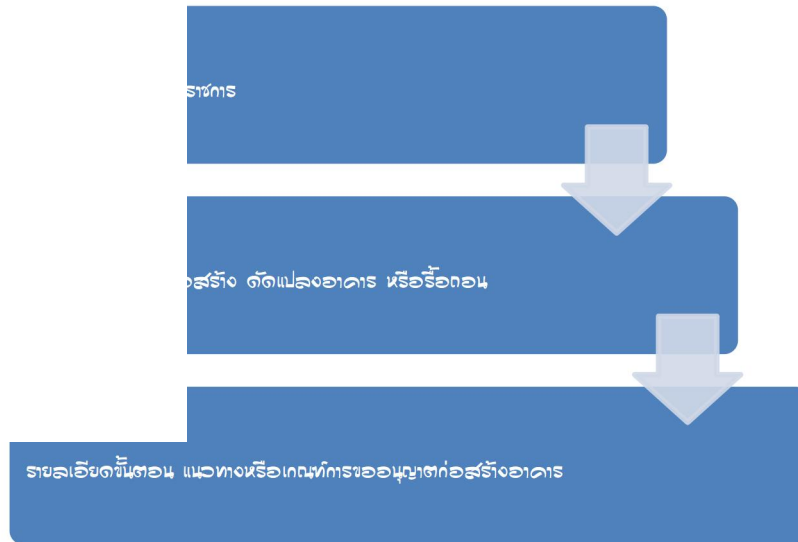 ราชการ
สร้าง ดัดแปลงอาคาร หรือรื้อถอน
รายละเอียดขั้นตอน แนวทางหรือเกณฑ์การขออนุญาตก่อสร้างอาคาร